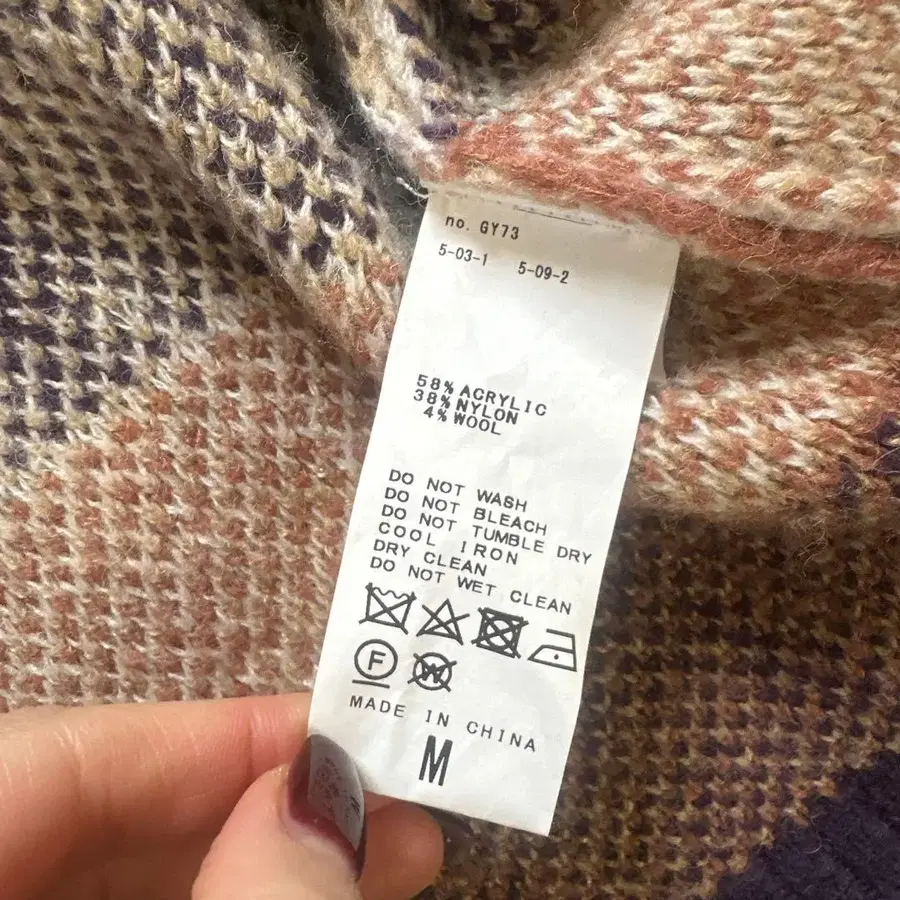 no. GY73
5-03-1 5-09-2
58% ACRYLIC
38% NYLON
4% WOOL
DO NOT WASH
DO NOT BLEACH
DO NOT TUMBLE DRY
COOL IRON
DRY CLEAN
DO NOT WET CLEAN
F W
MADE IN CHINA
M